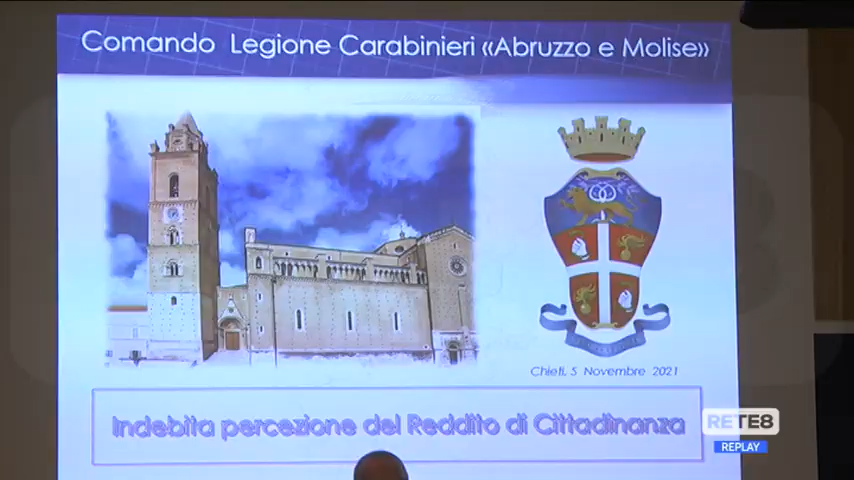 Comando Legione Carabinieri «Abruzzo e Molise»
Chieti, 5 Novembre 2021
Indebita percezione del Reddito di Cittadinanza
RETE8
REPLAY